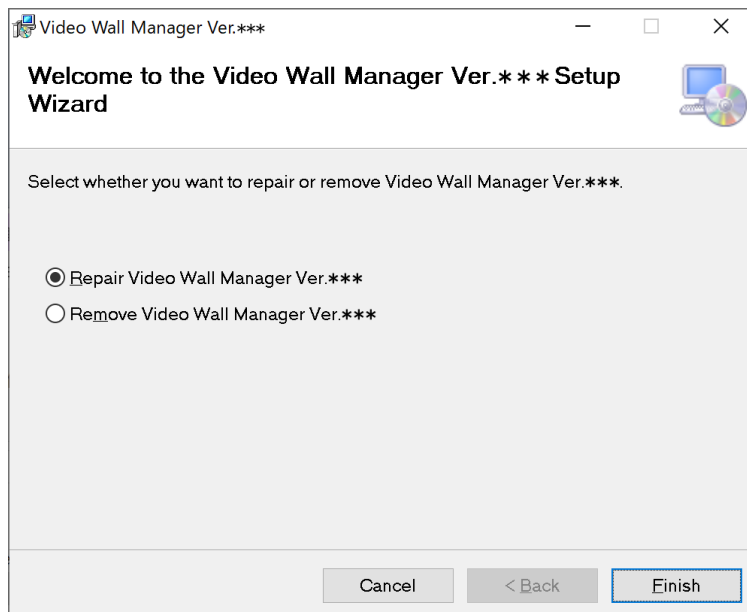 Video Wall Manager Ver.***
Welcome to the Video Wall Manager Ver.*** Setup
Wizard
Select whether you want to repair or remove Video Wall Manager Ver.***.
Repair Video Wall Manager Ver.***
Remove Video Wall Manager Ver.***
Cancel
< Back
Finish